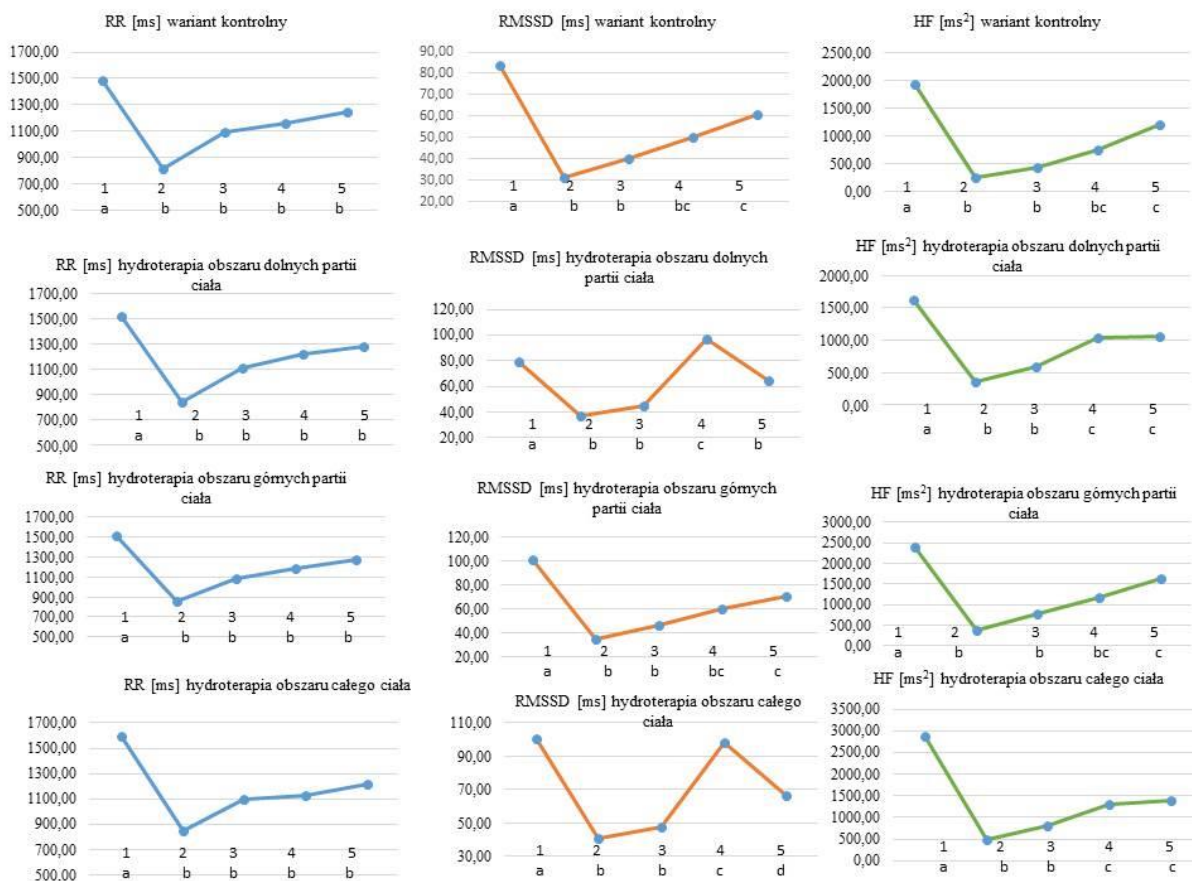 RR [ms] wariant kontrolny
1700,00
1500,00
1300,00
1100,00
900,00
700,00
500,00
1 2 3 4 5
a b b b b
RMSSD [ms] wariant kontrolny
90,00
80,00
70,00
60,00
50,00
40,00
30,00
20,00
1 2 3 4 5
a b b bc c
HF [ms²] wariant kontrolny
2500,00
2000,00
1500,00
1000,00
500,00
0,00
1 2 3 4 5
a b b bc c
RR [ms] hydroterapia obszaru dolnych partii
ciała
1700,00
1500,00
1300,00
1100,00
900,00
700,00
500,00
1 2 3 4 5
a b b b b
RMSSD [ms] hydroterapia obszaru dolnych
partii ciała
120,00
100,00
80,00
60,00
40,00
20,00
1 2 3 4 5
a b b c b
HF [ms²] hydroterapia obszaru dolnych partii
ciała
2000,00
1500,00
1000,00
500,00
0,00
1 2 3 4 5
a b b c c
RR [ms] hydroterapia obszaru górnych partii
ciała
1700,00
1500,00
1300,00
1100,00
900,00
700,00
500,00
1 2 3 4 5
a b b b b
RMSSD [ms] hydroterapia obszaru górnych
partii ciała
120,00
100,00
80,00
60,00
40,00
20,00
1 2 3 4 5
a b b bc c
HF [ms²] hydroterapia obszaru górnych partii
ciała
3000,00
2500,00
2000,00
1500,00
1000,00
500,00
0,00
1 2 3 4 5
a b b bc c
RR [ms] hydroterapia obszaru całego ciała
1700,00
1500,00
1300,00
1100,00
900,00
700,00
500,00
1 2 3 4 5
a b b b b
RMSSD [ms] hydroterapia obszaru całego
ciała
110,00
90,00
70,00
50,00
30,00
1 2 3 4 5
a b b c d
HF [ms²] hydroterapia obszaru całego ciała
3500,00
3000,00
2500,00
2000,00
1500,00
1000,00
500,00
0,00
1 2 3 4 5
a b b c c